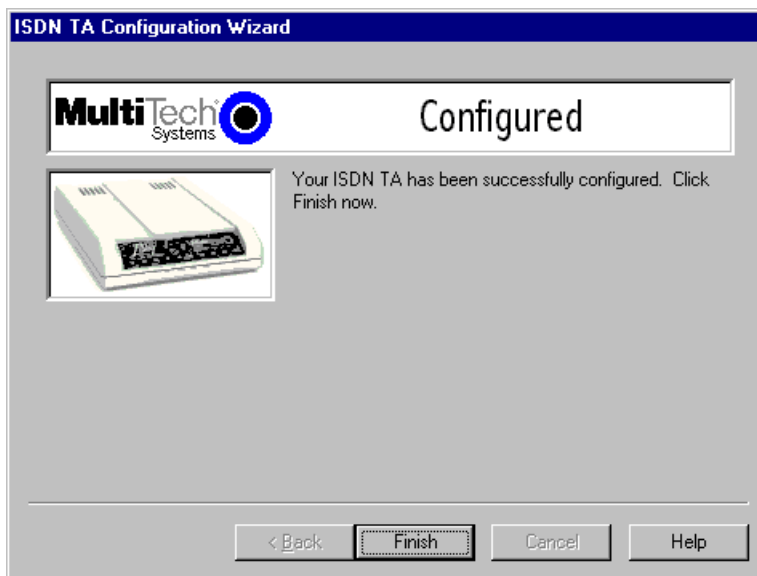 ISDN TA Configuration Wizard
MultiTech
Systems
Configured
Your ISDN TA has been successfully configured. Click
Finish now.
< Back
Finish
Cancel
Help